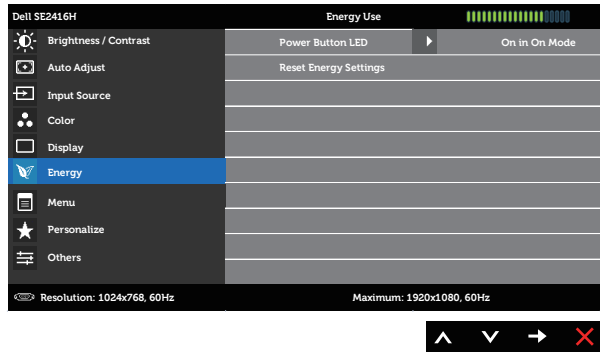 Dell SE2416H Energy Use
Brightness / Contrast Power Button LED On in On Mode
Auto Adjust Reset Energy Settings
Input Source
Color
Display
Energy
Menu
Personalize
Others
Resolution: 1024x768, 60Hz Maximum: 1920x1080, 60Hz